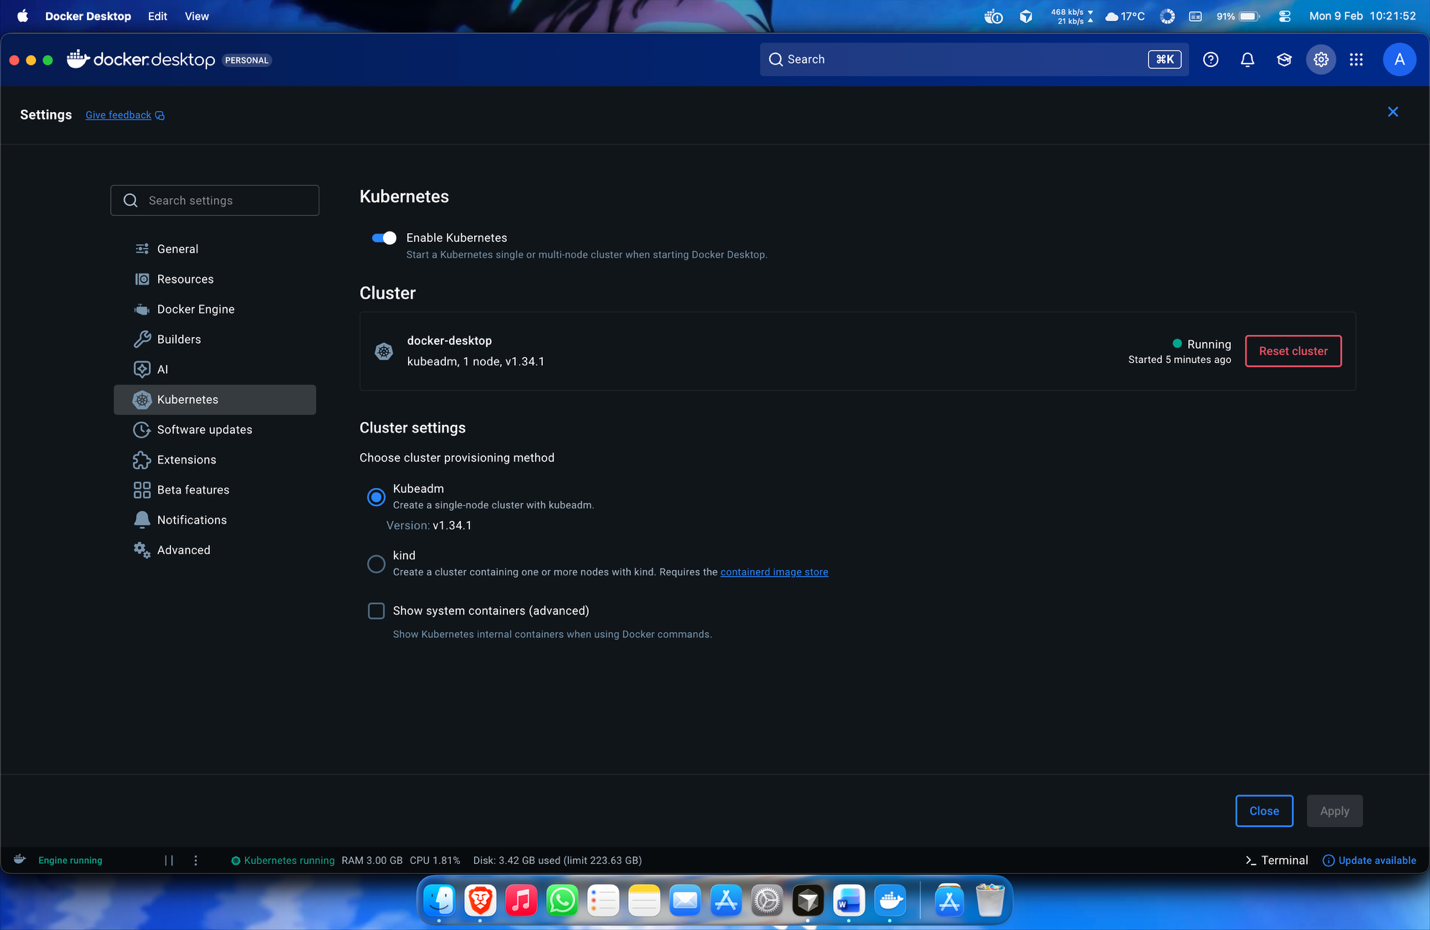 Docker Desktop Edit View
468 kb/s
21 kb/s
17°C
91%
Mon 9 Feb 10:21:52
docker.desktop PERSONAL
Search
⌘K
A
Settings Give feedback
Search settings
General
Resources
Docker Engine
Builders
AI
Kubernetes
Software updates
Extensions
Beta features
Notifications
Advanced
Kubernetes
Enable Kubernetes
Start a Kubernetes single or multi-node cluster when starting Docker Desktop.
Cluster
docker-desktop
kubeadm, 1 node, v1.34.1
Running
Started 5 minutes ago
Reset cluster
Cluster settings
Choose cluster provisioning method
Kubeadm
Create a single-node cluster with kubeadm.
Version: v1.34.1
kind
Create a cluster containing one or more nodes with kind. Requires the containerd image store
Show system containers (advanced)
Show Kubernetes internal containers when using Docker commands.
Close
Apply
Engine running
Kubernetes running RAM 3.00 GB CPU 1.81% Disk: 3.42 GB used (limit 223.63 GB)
Terminal
Update available
W